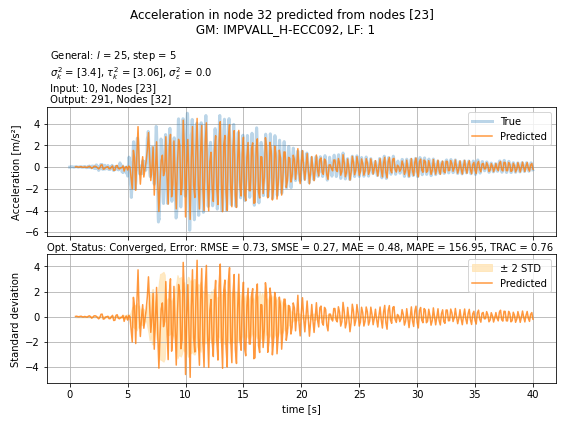 Acceleration in node 32 predicted from nodes [23]
GM: IMPVALL_H-ECC092, LF: 1
General: l = 25, step = 5
σ²ₖ = [3.4], τ²ₖ = [3.06], σ²ε = 0.0
Input: 10, Nodes [23]
Output: 291, Nodes [32]
True
Predicted
Acceleration [m/s²]
4
2
0
−2
−4
−6
Opt. Status: Converged, Error: RMSE = 0.73, SMSE = 0.27, MAE = 0.48, MAPE = 156.95, TRAC = 0.76
± 2 STD
Predicted
Standard deviation
4
2
0
−2
−4
0 5 10 15 20 25 30 35 40
time [s]